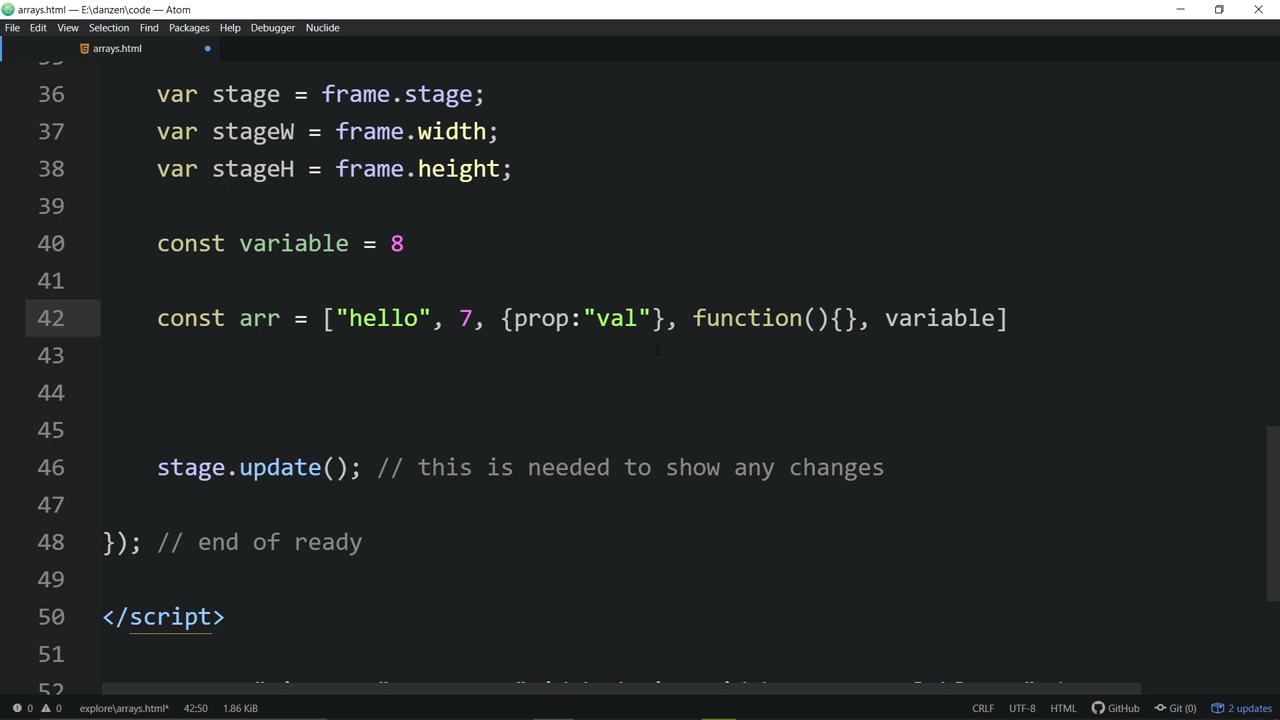 arrays.html — E:\danzen\code — Atom
File Edit View Selection Find Packages Help Debugger Nuclide
arrays.html
36 var stage = frame.stage;
37 var stageW = frame.width;
38 var stageH = frame.height;
39
40 const variable = 8
41
42 const arr = ["hello", 7, {prop:"val"}, function(){}, variable]
43
44
45
46 stage.update(); // this is needed to show any changes
47
48 }); // end of ready
49
50 </script>
51
52
0 0 explore\arrays.html* 42:50 1.86 KiB CRLF UTF-8 HTML GitHub Git (0) 2 updates